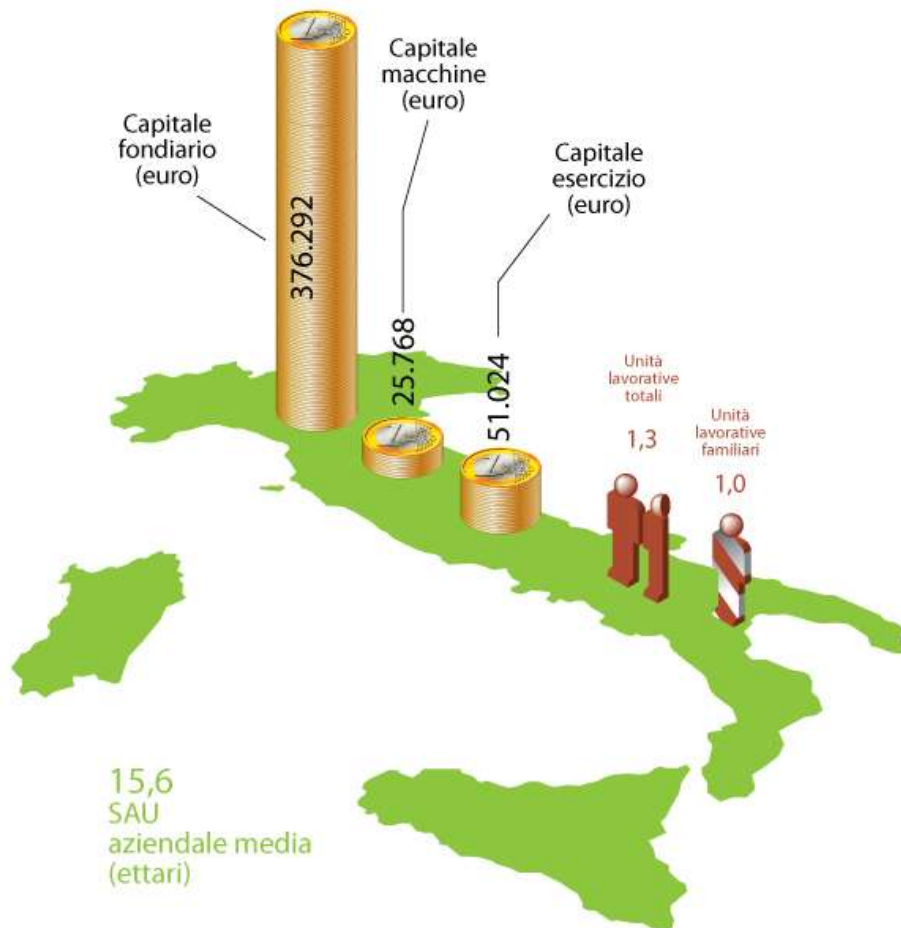 Capitale
macchine
(euro)
Capitale
fondiario
(euro)
Capitale
esercizio
(euro)
376.292
25.768
51.024
Unità
lavorative
totali
1,3
Unità
lavorative
familiari
1,0
15,6
SAU
aziendale media
(ettari)